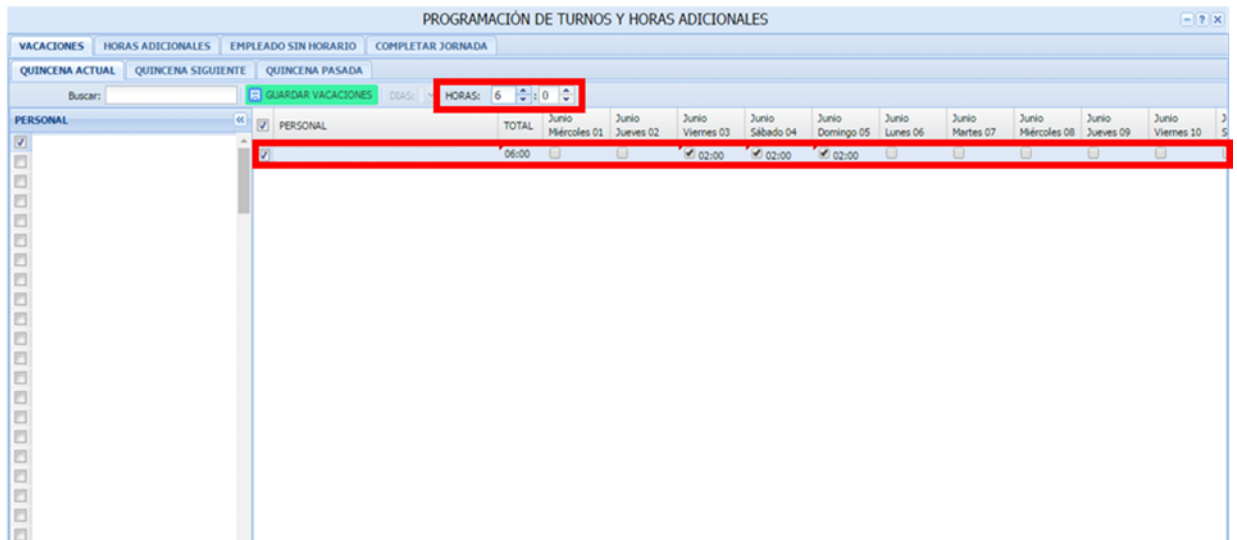 PROGRAMACIÓN DE TURNOS Y HORAS ADICIONALES
VACACIONES HORAS ADICIONALES EMPLEADO SIN HORARIO COMPLETAR JORNADA
QUINCENA ACTUAL QUINCENA SIGUIENTE QUINCENA PASADA
Buscar: GUARDAR VACACIONES DIAS: HORAS: 6 : 0
PERSONAL PERSONAL TOTAL Junio Miércoles 01 Junio Jueves 02 Junio Viernes 03 Junio Sábado 04 Junio Domingo 05 Junio Lunes 06 Junio Martes 07 Junio Miércoles 08 Junio Jueves 09 Junio Viernes 10
06:00 02:00 02:00 02:00